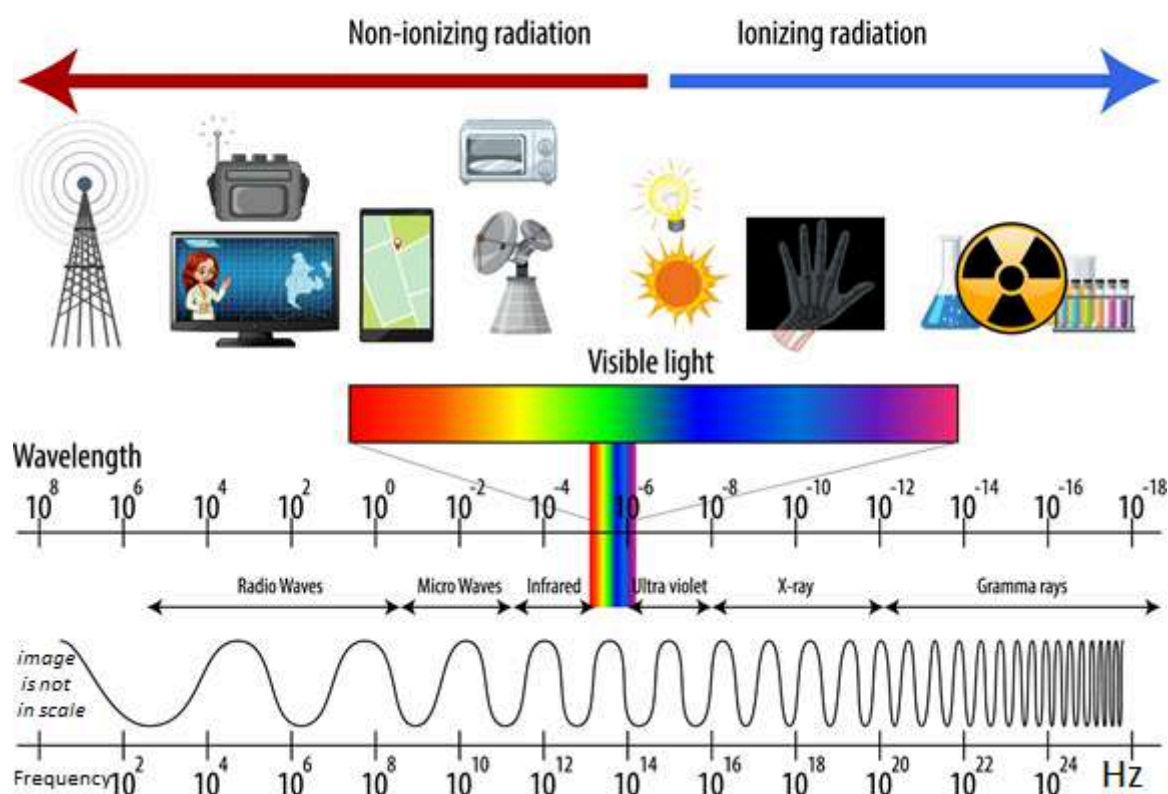 Non-ionizing radiation Ionizing radiation
Visible light
Wavelength
10^8 10^6 10^4 10^2 10^0 10^-2 10^-4 10^-6 10^-8 10^-10 10^-12 10^-14 10^-16 10^-18
Radio Waves Micro Waves Infrared Ultra violet X-ray Gramma rays
image
is not
in scale
Frequency 10^2 10^4 10^6 10^8 10^10 10^12 10^14 10^16 10^18 10^20 10^22 10^24 Hz